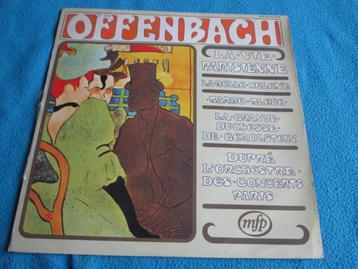 OFFENBACH
LA·VIE·
PARISIENNE
LA·BELLE·HELENE
·BARBE·BLEUE·
LA·GRANDE·
DUCHESSE·
DE·GEROLSTEIN
DUPRÉ
L'ORCHESTRE·
DES·CONCERTS
PARIS
mfp